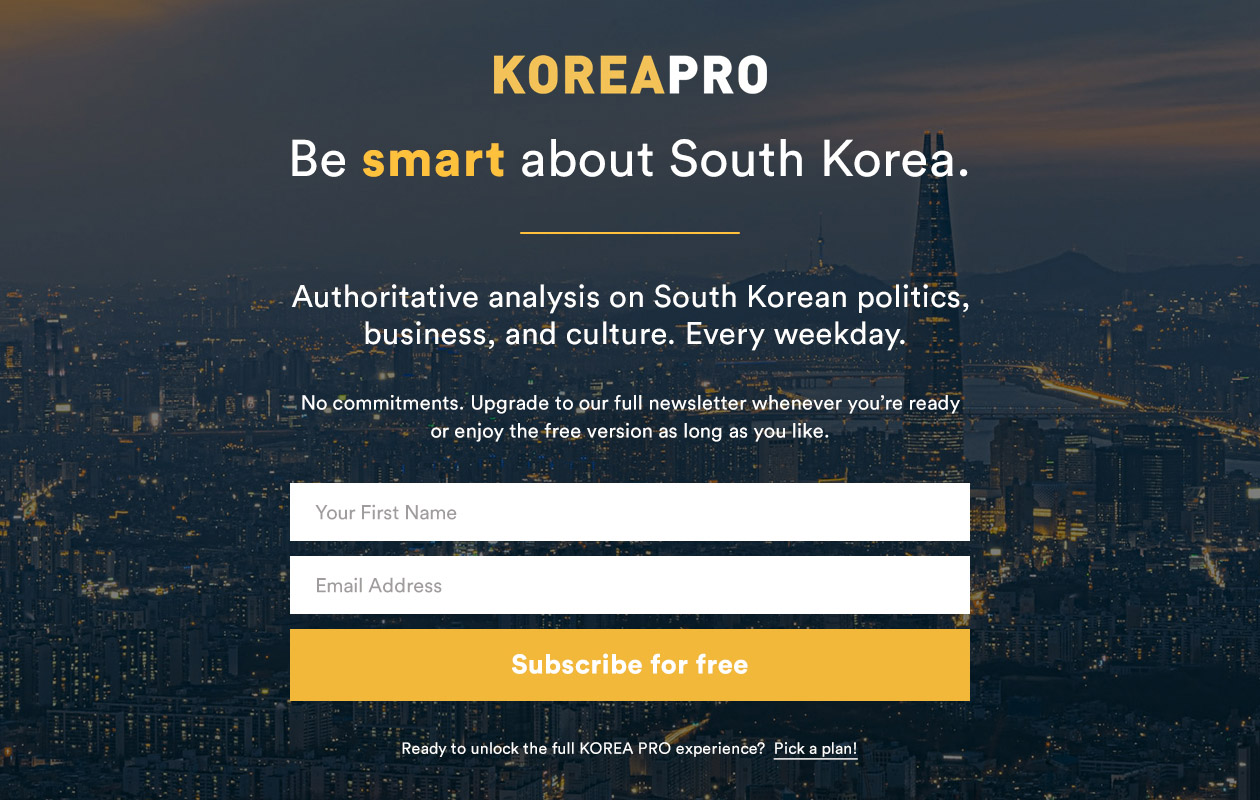 KOREAPRO
Be smart about South Korea.
Authoritative analysis on South Korean politics,
business, and culture. Every weekday.
No commitments. Upgrade to our full newsletter whenever you’re ready
or enjoy the free version as long as you like.
Your First Name
Email Address
Subscribe for free
Ready to unlock the full KOREA PRO experience? Pick a plan!